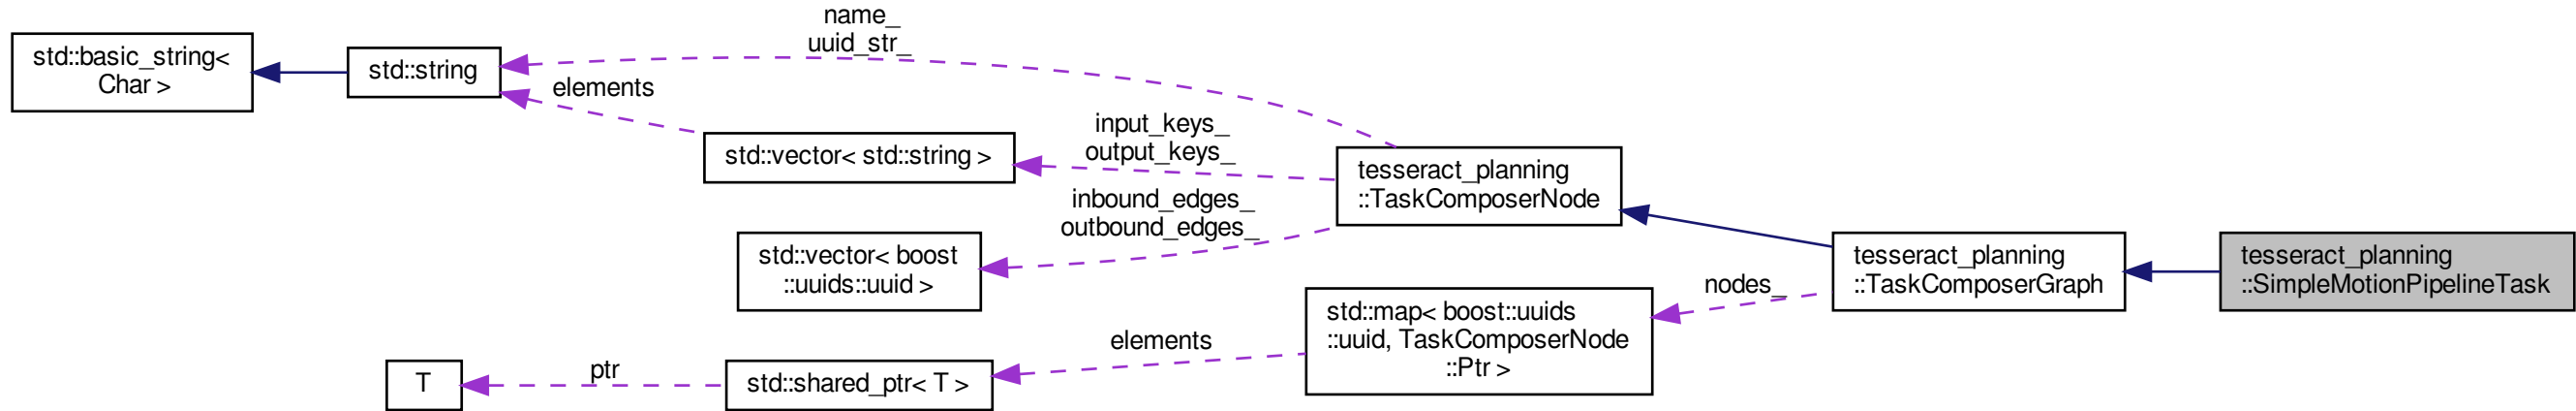 std::basic_string<
Char >
std::string
name_
uuid_str_
elements
std::vector< std::string >
input_keys_
output_keys_
inbound_edges_
outbound_edges_
std::vector< boost
::uuids::uuid >
tesseract_planning
::TaskComposerNode
tesseract_planning
::TaskComposerGraph
tesseract_planning
::SimpleMotionPipelineTask
nodes_
std::map< boost::uuids
::uuid, TaskComposerNode
::Ptr >
elements
std::shared_ptr< T >
ptr
T